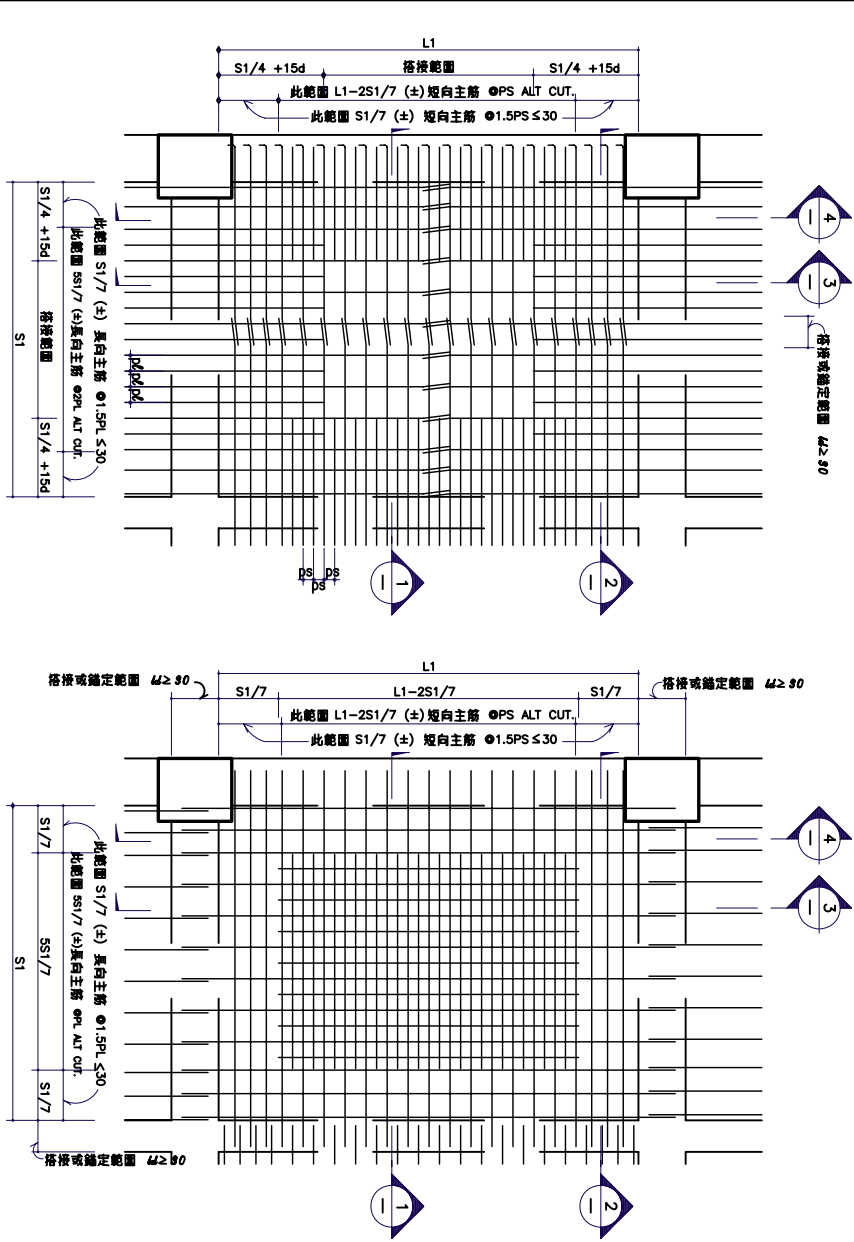 L1
S1/4 +15d
搭接範圍
S1/4 +15d
此範圍 L1-2S1/7 (±)短向主筋 @PS ALT CUT.
此範圍 S1/7 (±) 短向主筋 @1.5PS≤30
S1
S1/4 +15d
搭接範圍
S1/4 +15d
此範圍 5S1/7 (±)長向主筋 @2PL ALT CUT.
此範圍 S1/7 (±) 長向主筋 @1.5PL ≤30
pl
pl
pl
4
—
3
—
搭接或錨定範圍
ps
ps
ps
1
—
2
—
搭接或錨定範圍
L1
S1/7
L1-2S1/7
S1/7
搭接或錨定範圍
此範圍 L1-2S1/7 (±)短向主筋 @PS ALT CUT.
此範圍 S1/7 (±) 短向主筋 @1.5PS≤30
S1
S1/7
5S1/7
S1/7
此範圍 5S1/7 (±)長向主筋 @PL ALT CUT.
此範圍 S1/7 (±) 長向主筋 @1.5PL ≤30
4
—
3
—
搭接或錨定範圍
1
—
2
—